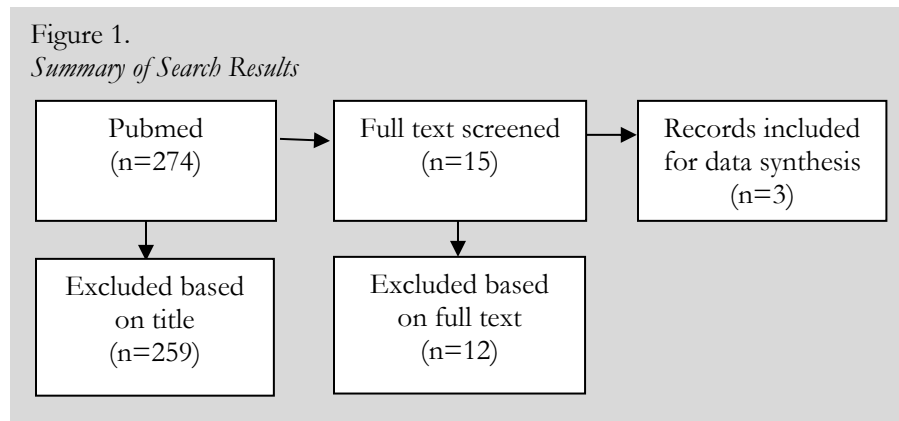 Figure 1.
Summary of Search Results
Pubmed
(n=274)
Full text screened
(n=15)
Records included
for data synthesis
(n=3)
Excluded based
on title
(n=259)
Excluded based
on full text
(n=12)